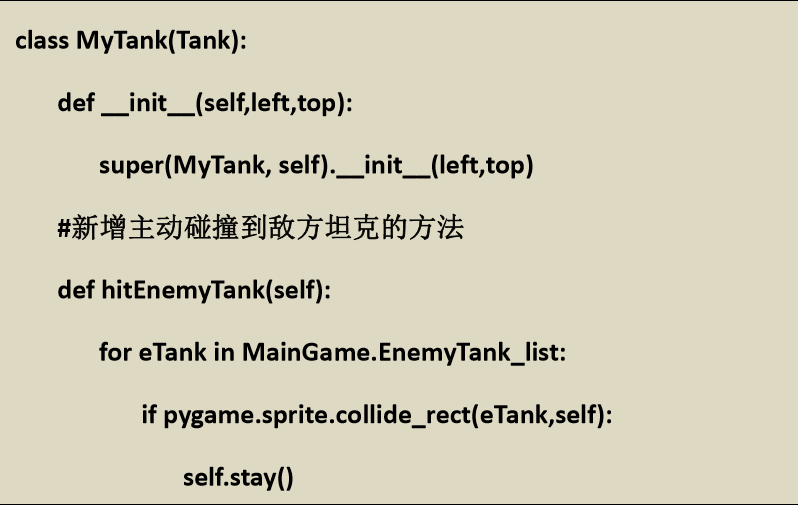 class MyTank(Tank):
def __init__(self,left,top):
super(MyTank, self).__init__(left,top)
#新增主动碰撞到敌方坦克的方法
def hitEnemyTank(self):
for eTank in MainGame.EnemyTank_list:
if pygame.sprite.collide_rect(eTank,self):
self.stay()